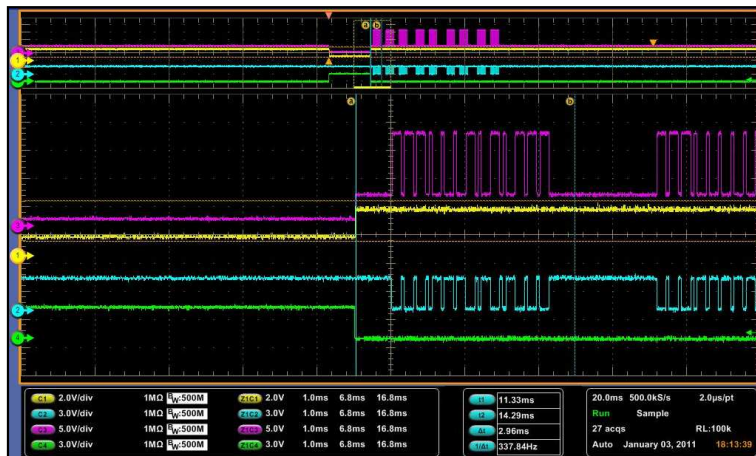 a b
1
2
a b
1
2
4
C1 2.0V/div 1MΩ BW:500M
C2 3.0V/div 1MΩ BW:500M
C3 5.0V/div 1MΩ BW:500M
C4 3.0V/div 1MΩ BW:500M
Z1C1 2.0V 1.0ms 6.8ms 16.8ms
Z1C2 3.0V 1.0ms 6.8ms 16.8ms
Z1C3 5.0V 1.0ms 6.8ms 16.8ms
Z1C4 3.0V 1.0ms 6.8ms 16.8ms
t1 11.33ms
t2 14.29ms
Δt 2.96ms
1/Δt 337.84Hz
20.0ms 500.0kS/s 2.0µs/pt
Run Sample
27 acqs RL:100k
Auto January 03, 2011 18:13:39